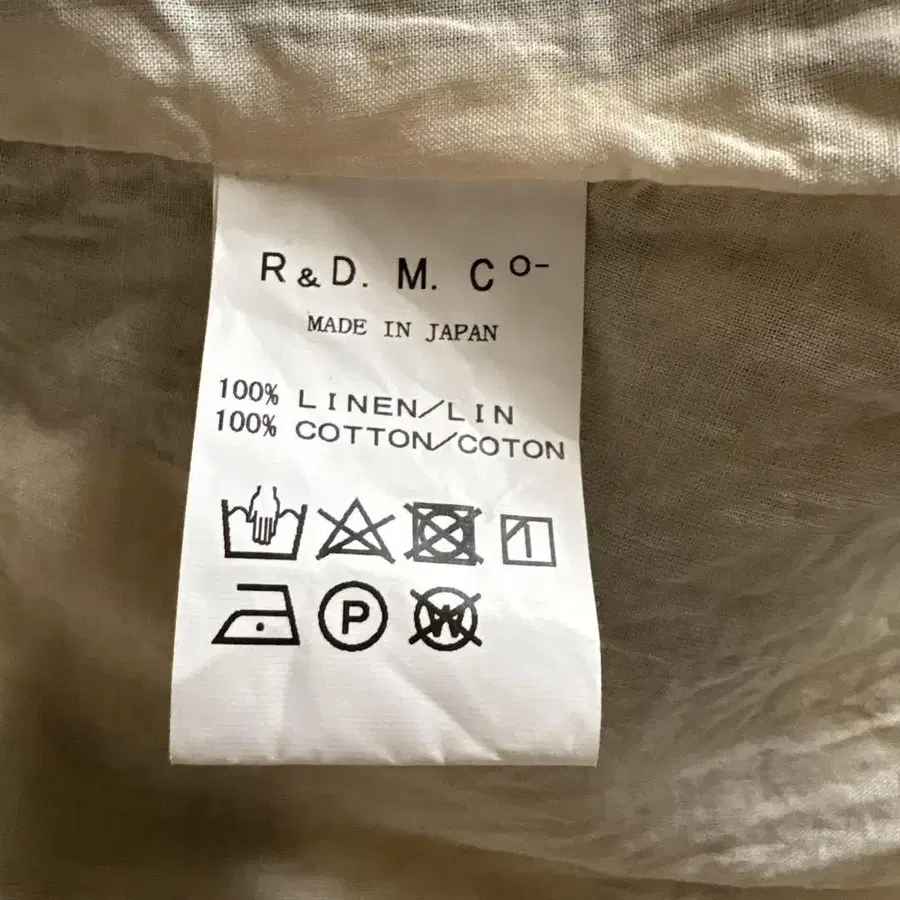 R & D. M. Co-
MADE IN JAPAN
100% LINEN/LIN
100% COTTON/COTON
P W